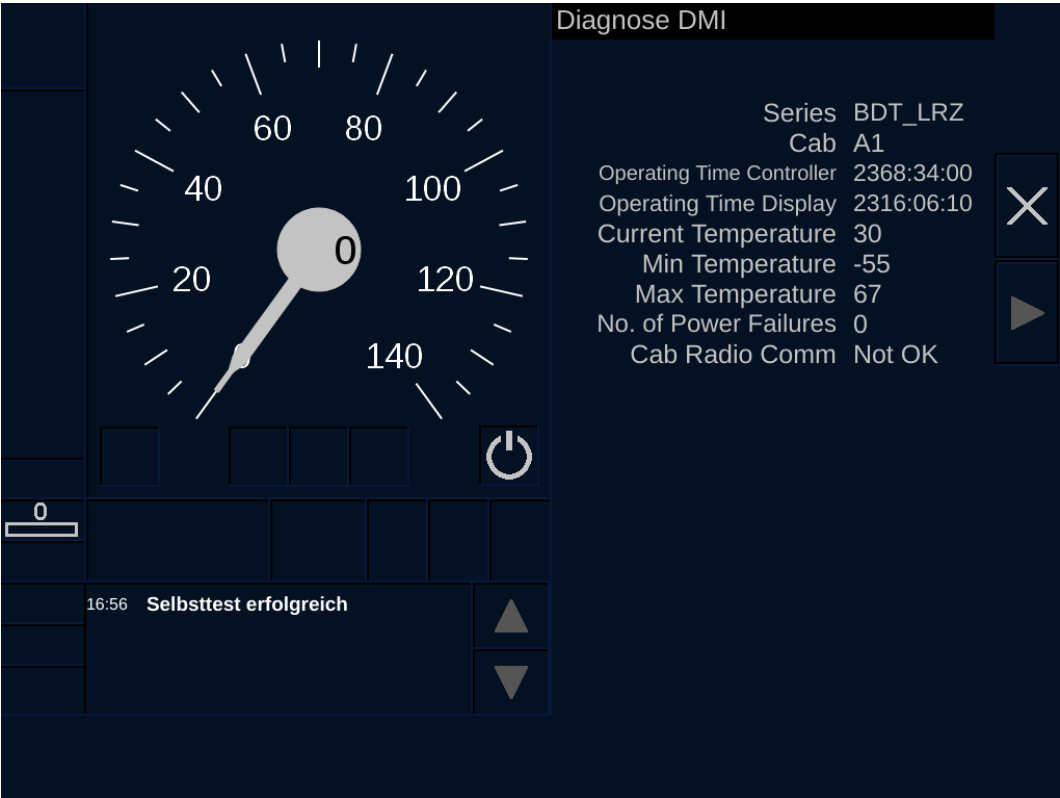 Diagnose DMI
60 80
40 100
20 120
0 140
0
Series BDT_LRZ
Cab A1
Operating Time Controller 2368:34:00
Operating Time Display 2316:06:10
Current Temperature 30
Min Temperature -55
Max Temperature 67
No. of Power Failures 0
Cab Radio Comm Not OK
0
16:56 Selbsttest erfolgreich